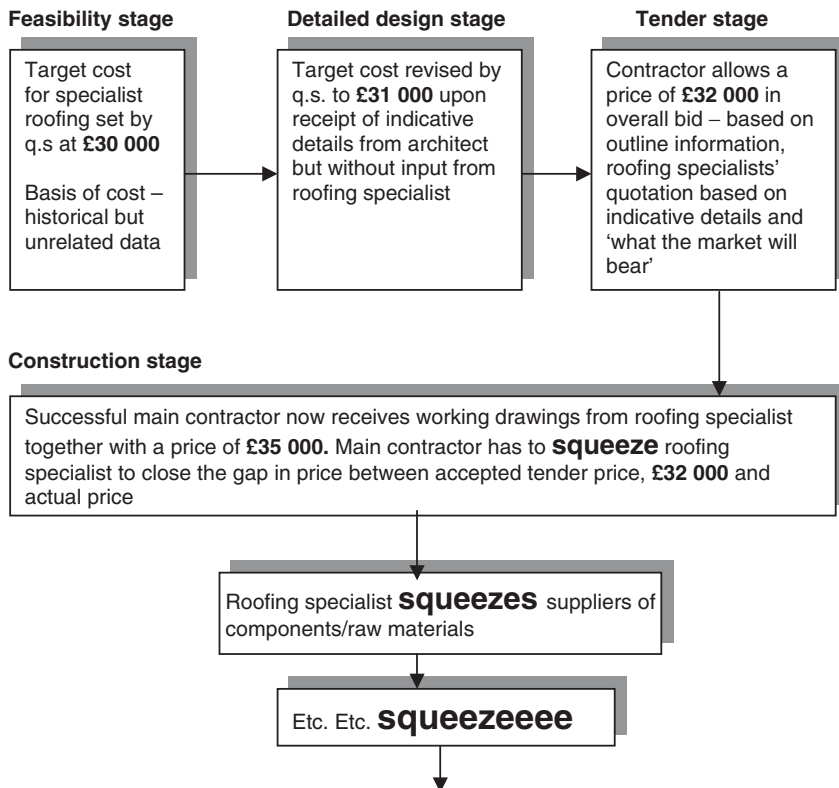 Feasibility stage
Target cost
for specialist
roofing set by
q.s at £30 000
Basis of cost –
historical but
unrelated data
Detailed design stage
Target cost revised by
q.s. to £31 000 upon
receipt of indicative
details from architect
but without input from
roofing specialist
Tender stage
Contractor allows a
price of £32 000 in
overall bid – based on
outline information,
roofing specialists'
quotation based on
indicative details and
‘what the market will
bear’
Construction stage
Successful main contractor now receives working drawings from roofing specialist
together with a price of £35 000. Main contractor has to squeeze roofing
specialist to close the gap in price between accepted tender price, £32 000 and
actual price
Roofing specialist squeezes suppliers of
components/raw materials
Etc. Etc. squeezeeee